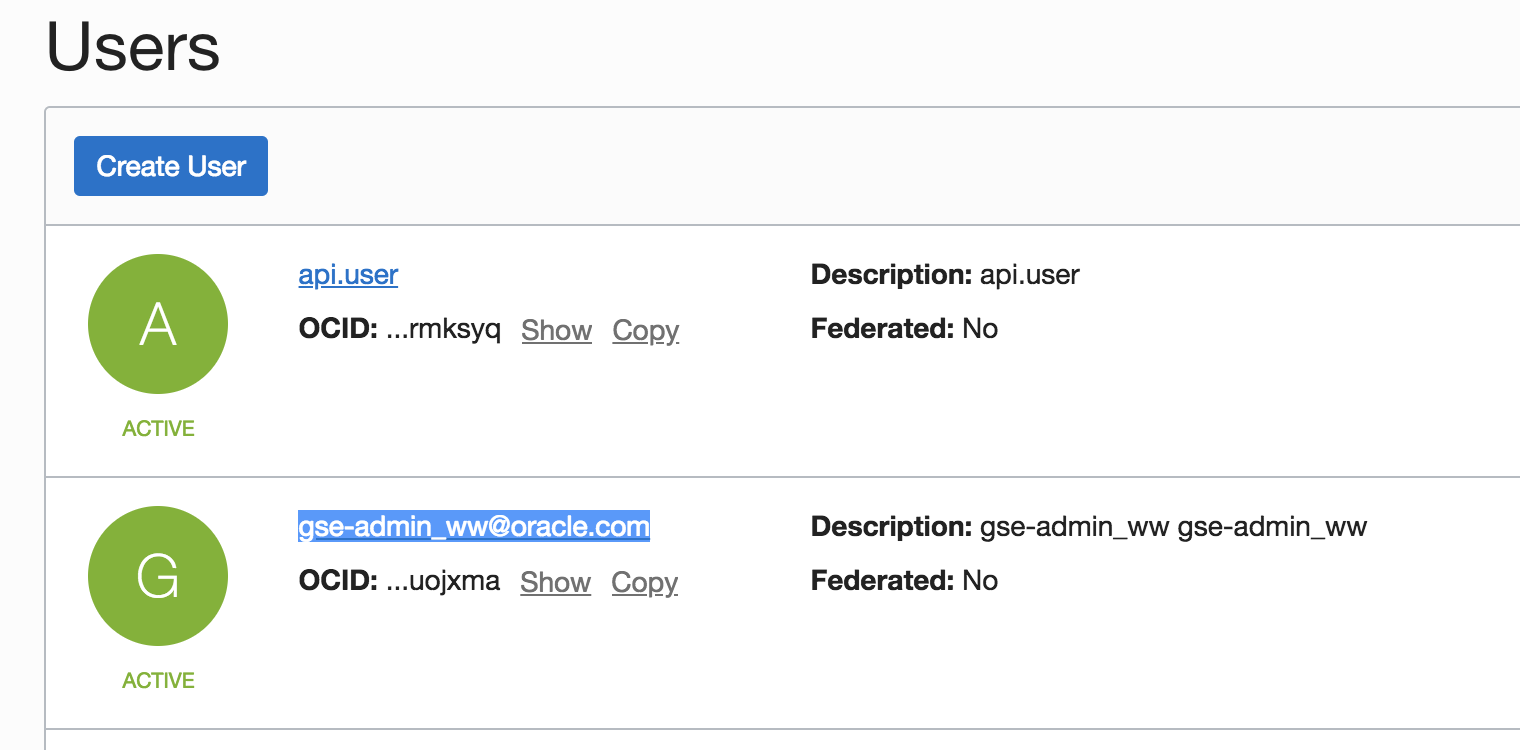 Users
Create User
A
api.user
Description: api.user
OCID: ...rmksyq Show Copy
Federated: No
ACTIVE
G
gse-admin_ww@oracle.com
Description: gse-admin_ww gse-admin_ww
OCID: ...uojxma Show Copy
Federated: No
ACTIVE